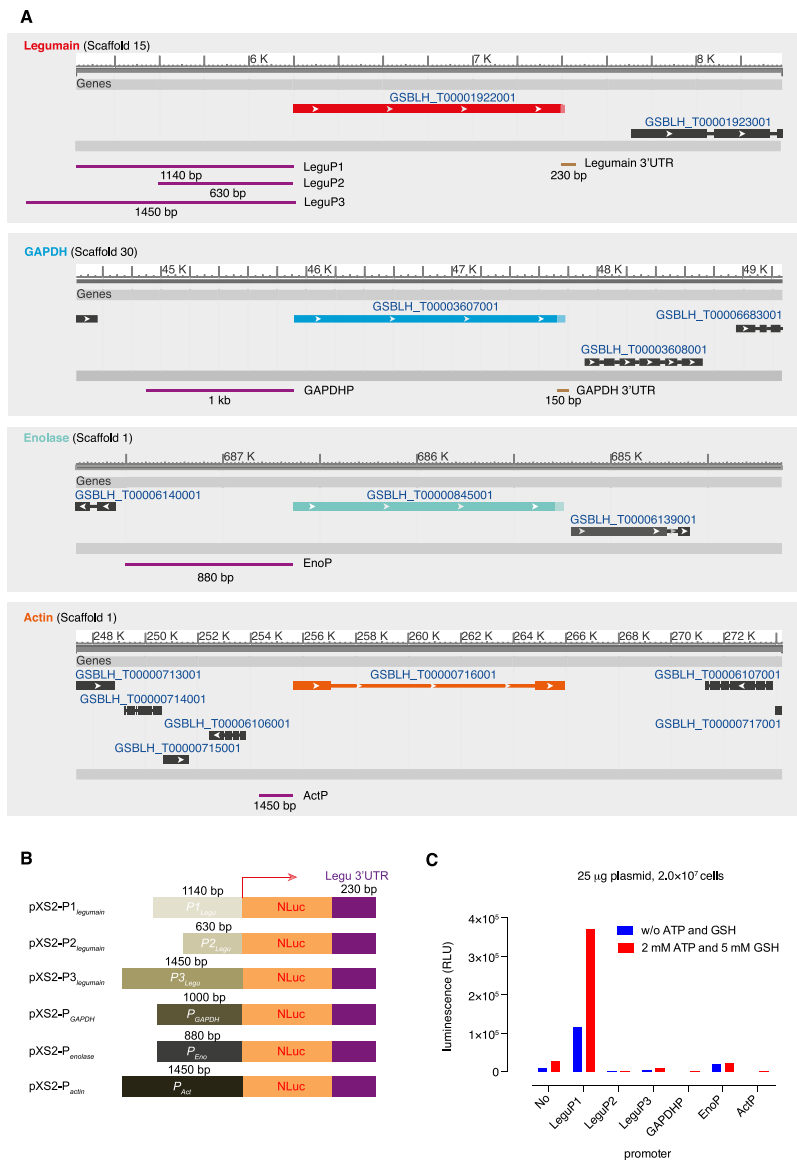 A
Legumain (Scaffold 15)
6 K
7 K
8 K
Genes
GSBLH_T00001922001
GSBLH_T00001923001
LeguP1
1140 bp
LeguP2
630 bp
LeguP3
1450 bp
Legumain 3'UTR
230 bp
GAPDH (Scaffold 30)
45 K
46 K
47 K
48 K
49 K
Genes
GSBLH_T00003607001
GSBLH_T00006683001
GSBLH_T00003608001
GAPDHP
1 kb
GAPDH 3'UTR
150 bp
Enolase (Scaffold 1)
687 K
686 K
685 K
Genes
GSBLH_T00006140001
GSBLH_T00000845001
GSBLH_T00006139001
EnoP
880 bp
Actin (Scaffold 1)
248 K
250 K
252 K
254 K
256 K
258 K
260 K
262 K
264 K
266 K
268 K
270 K
272 K
Genes
GSBLH_T00000713001
GSBLH_T00000716001
GSBLH_T00006107001
GSBLH_T00000714001
GSBLH_T00006106001
GSBLH_T00000717001
GSBLH_T00000715001
ActP
1450 bp
B
Legu 3'UTR
1140 bp
230 bp
pXS2-P1legumain
P1Legu
NLuc
630 bp
pXS2-P2legumain
P2Legu
NLuc
1450 bp
pXS2-P3legumain
P3Legu
NLuc
1000 bp
pXS2-PGAPDH
PGAPDH
NLuc
880 bp
pXS2-Penolase
PEno
NLuc
1450 bp
pXS2-Pactin
PAct
NLuc
C
25 µg plasmid, 2.0×10⁷ cells
w/o ATP and GSH
2 mM ATP and 5 mM GSH
luminescence (RLU)
4×10⁵
3×10⁵
2×10⁵
1×10⁵
0
No
LeguP1
LeguP2
LeguP3
GAPDHP
EnoP
ActP
promoter